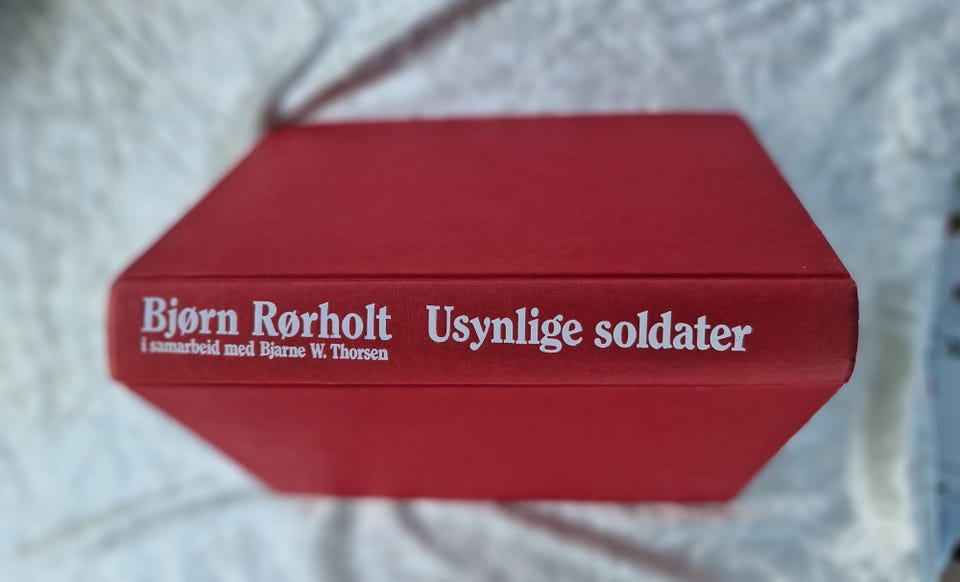 Bjørn Rørholt
i samarbeid med Bjarne W. Thorsen
Usynlige soldater